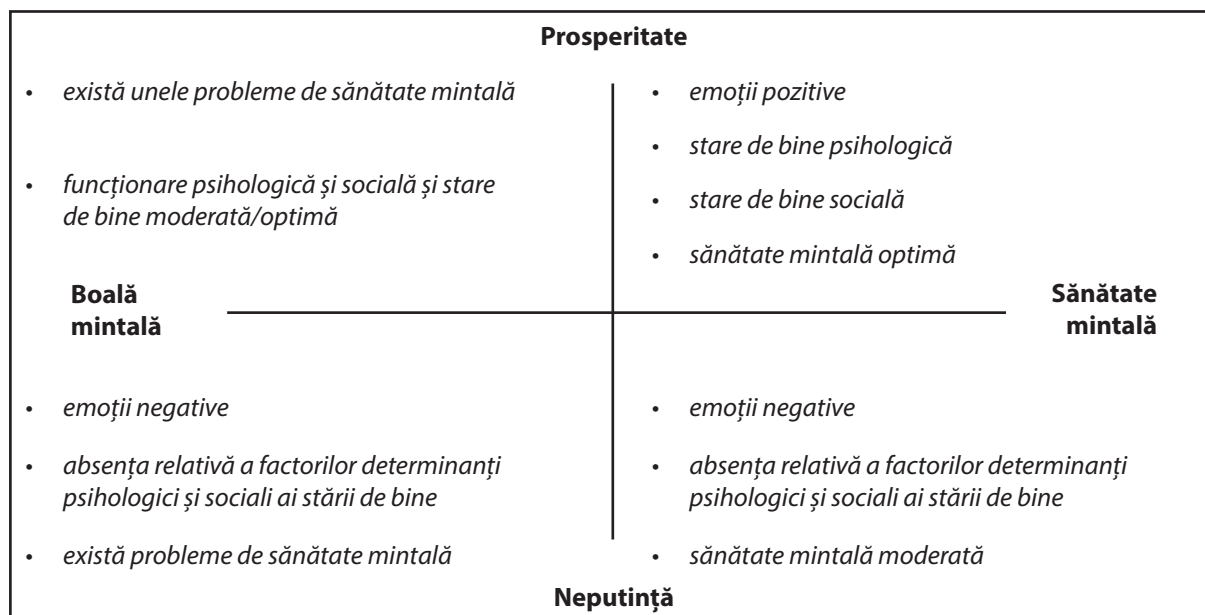 Prosperitate
• există unele probleme de sănătate mintală
• funcționare psihologică și socială și stare
de bine moderată/optimă
• emoții pozitive
• stare de bine psihologică
• stare de bine socială
• sănătate mintală optimă
Boală
mintală
Sănătate
mintală
• emoții negative
• absența relativă a factorilor determinanți
psihologici și sociali ai stării de bine
• există probleme de sănătate mintală
• emoții negative
• absența relativă a factorilor determinanți
psihologici și sociali ai stării de bine
• sănătate mintală moderată
Neputință